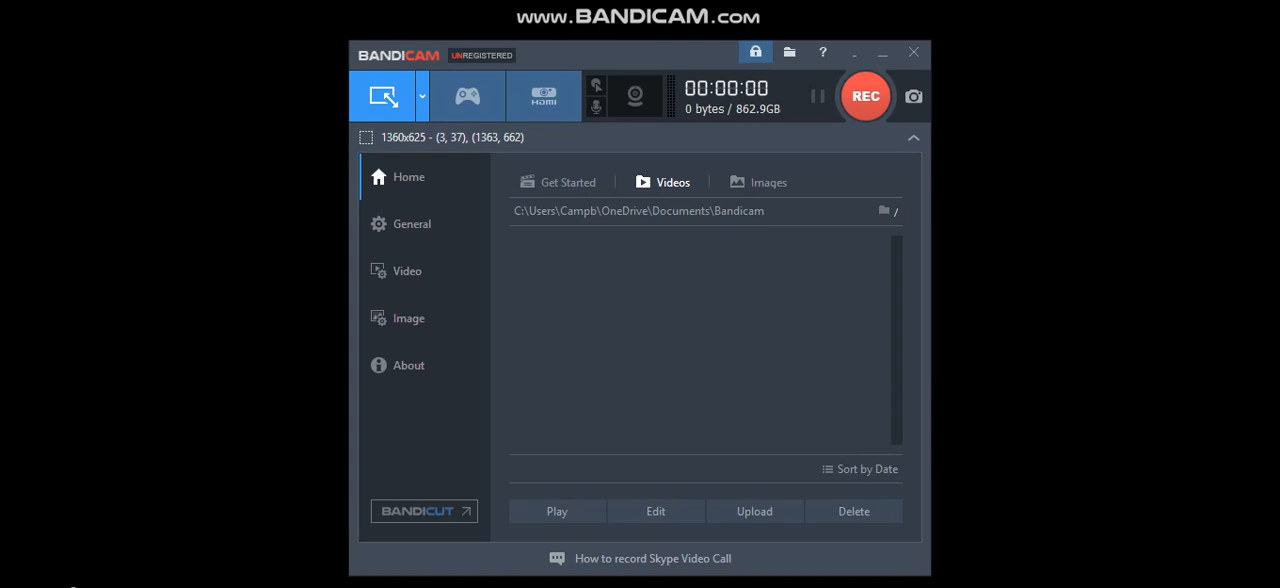 www.BANDICAM.com
BANDICAM UNREGISTERED
?
HDMI
00:00:00
0 bytes / 862.9GB
REC
1360x625 - (3, 37), (1363, 662)
Home
General
Video
Image
About
BANDICUT
Get Started
Videos
Images
C:\Users\Campb\OneDrive\Documents\Bandicam
Sort by Date
Play
Edit
Upload
Delete
How to record Skype Video Call